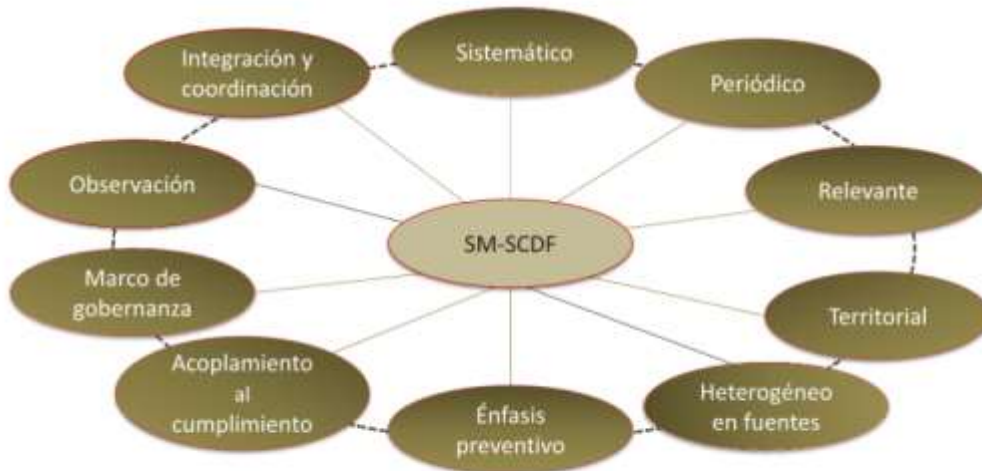 Sistemático
Integración y
coordinación
Periódico
Observación
Relevante
SM-SCDF
Marco de
gobernanza
Territorial
Acoplamiento
al
cumplimiento
Énfasis
preventivo
Heterogéneo
en fuentes